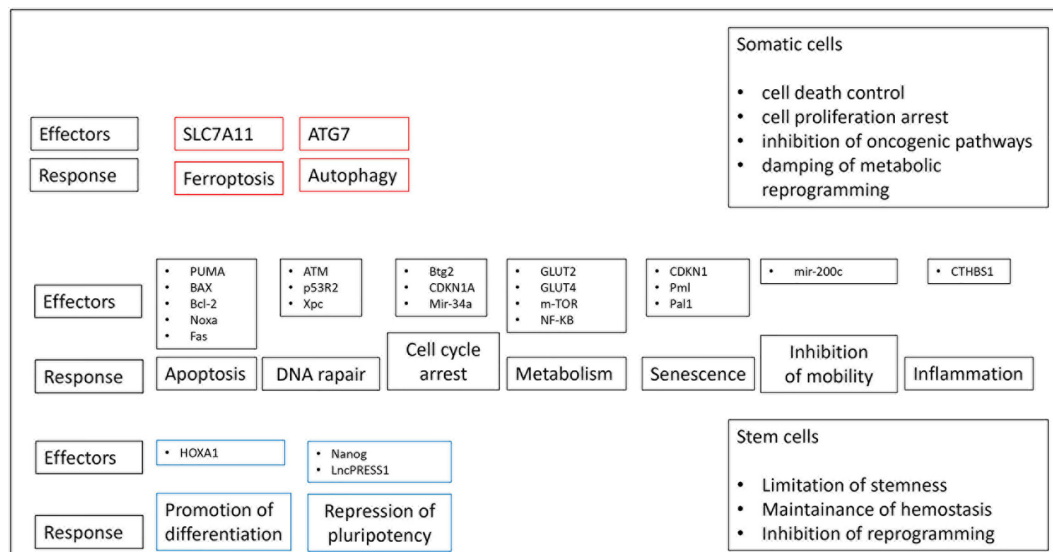 Somatic cells
• cell death control
• cell proliferation arrest
• inhibition of oncogenic pathways
• damping of metabolic
reprogramming
Effectors
SLC7A11
ATG7
Response
Ferroptosis
Autophagy
Effectors
• PUMA
• BAX
• Bcl-2
• Noxa
• Fas
• ATM
• p53R2
• Xpc
• Btg2
• CDKN1A
• Mir-34a
• GLUT2
• GLUT4
• m-TOR
• NF-KB
• CDKN1
• Pml
• Pal1
• mir-200c
• CTHBS1
Response
Apoptosis
DNA rapair
Cell cycle
arrest
Metabolism
Senescence
Inhibition
of mobility
Inflammation
Effectors
• HOXA1
• Nanog
• LncPRESS1
Response
Promotion of
differentiation
Repression of
pluripotency
Stem cells
• Limitation of stemness
• Maintainance of hemostasis
• Inhibition of reprogramming